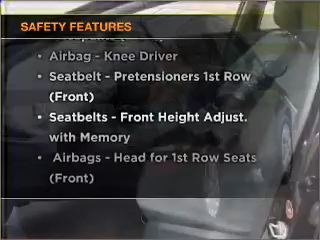 SAFETY FEATURES
• Airbag - Knee Driver
• Seatbelt - Pretensioners 1st Row
(Front)
• Seatbelts - Front Height Adjust.
with Memory
• Airbags - Head for 1st Row Seats
(Front)